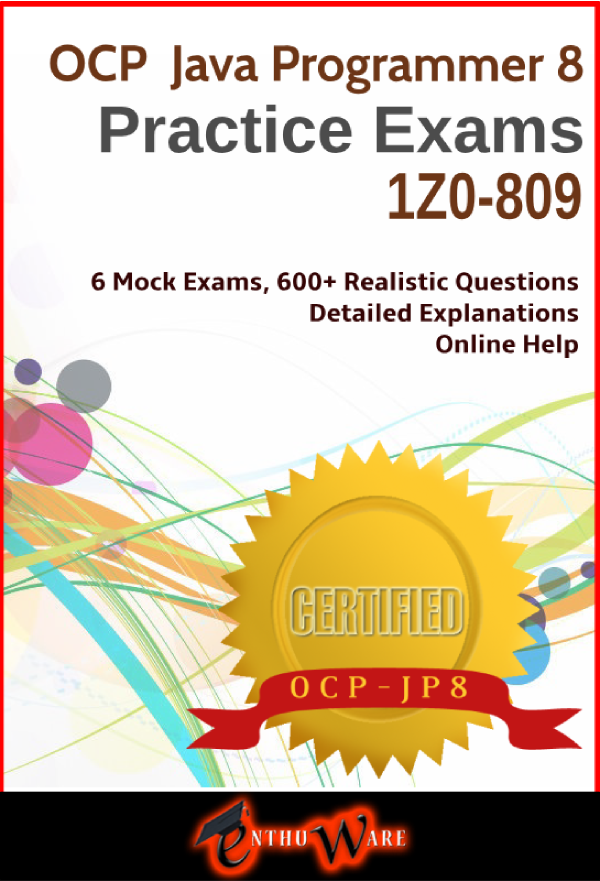 OCP Java Programmer 8
Practice Exams
1Z0-809
6 Mock Exams, 600+ Realistic Questions
Detailed Explanations
Online Help
CERTIFIED
OCP-JP8
ENTHUWARE